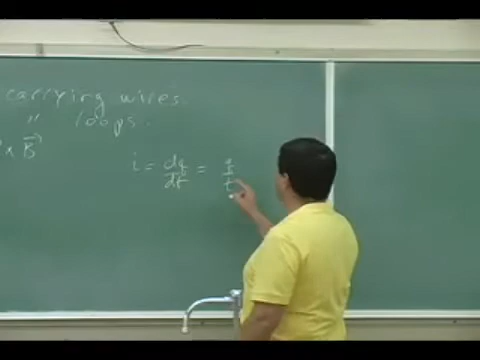 carrying wires.
" loops.
× B⃗
i = dq/dt = q/t